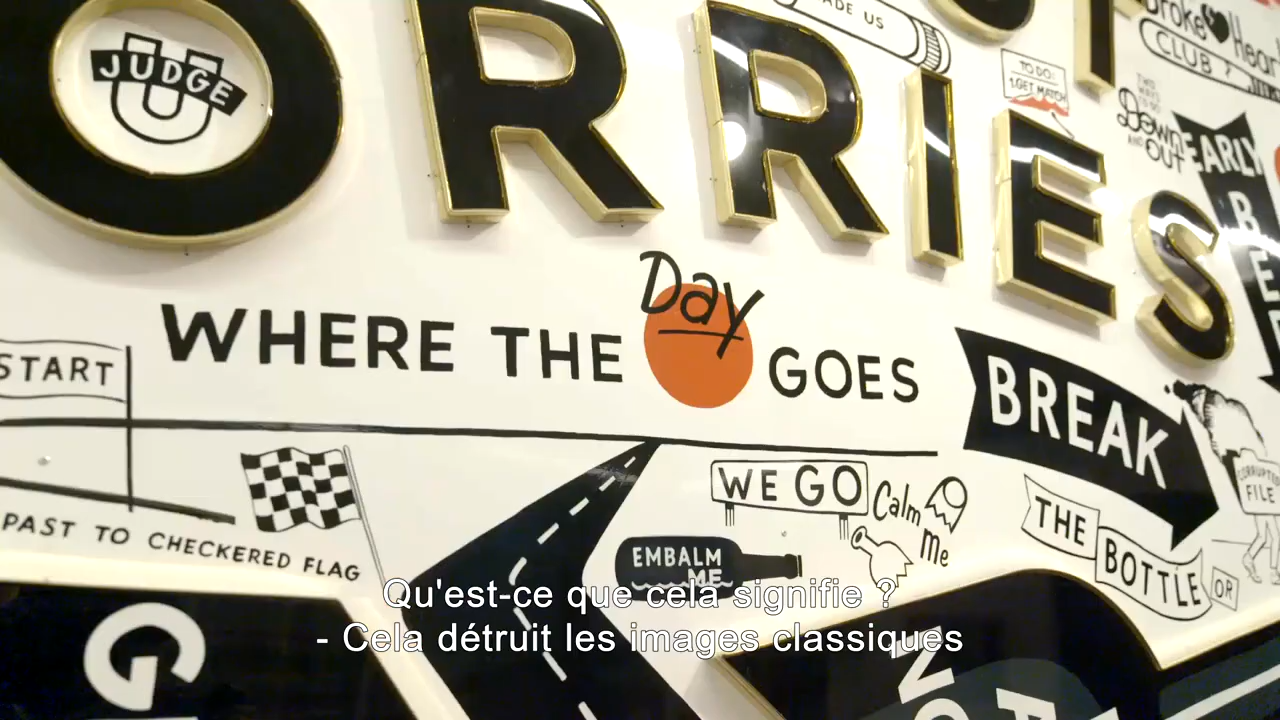 JUDGE
U
ORRIES
ADE US
TO DO:
1.GET MATCH
Broke Hear
CLUB ?
Down
AND
OUT
EARLY
B
E
WHERE THE Day GOES
START
PAST TO CHECKERED FLAG
WE GO
Calm
Me
EMBALM
ME
BREAK
THE
BOTTLE
OR
CORRUPTED
FILE
G
Qu'est-ce que cela signifie ?
- Cela détruit les images classiques